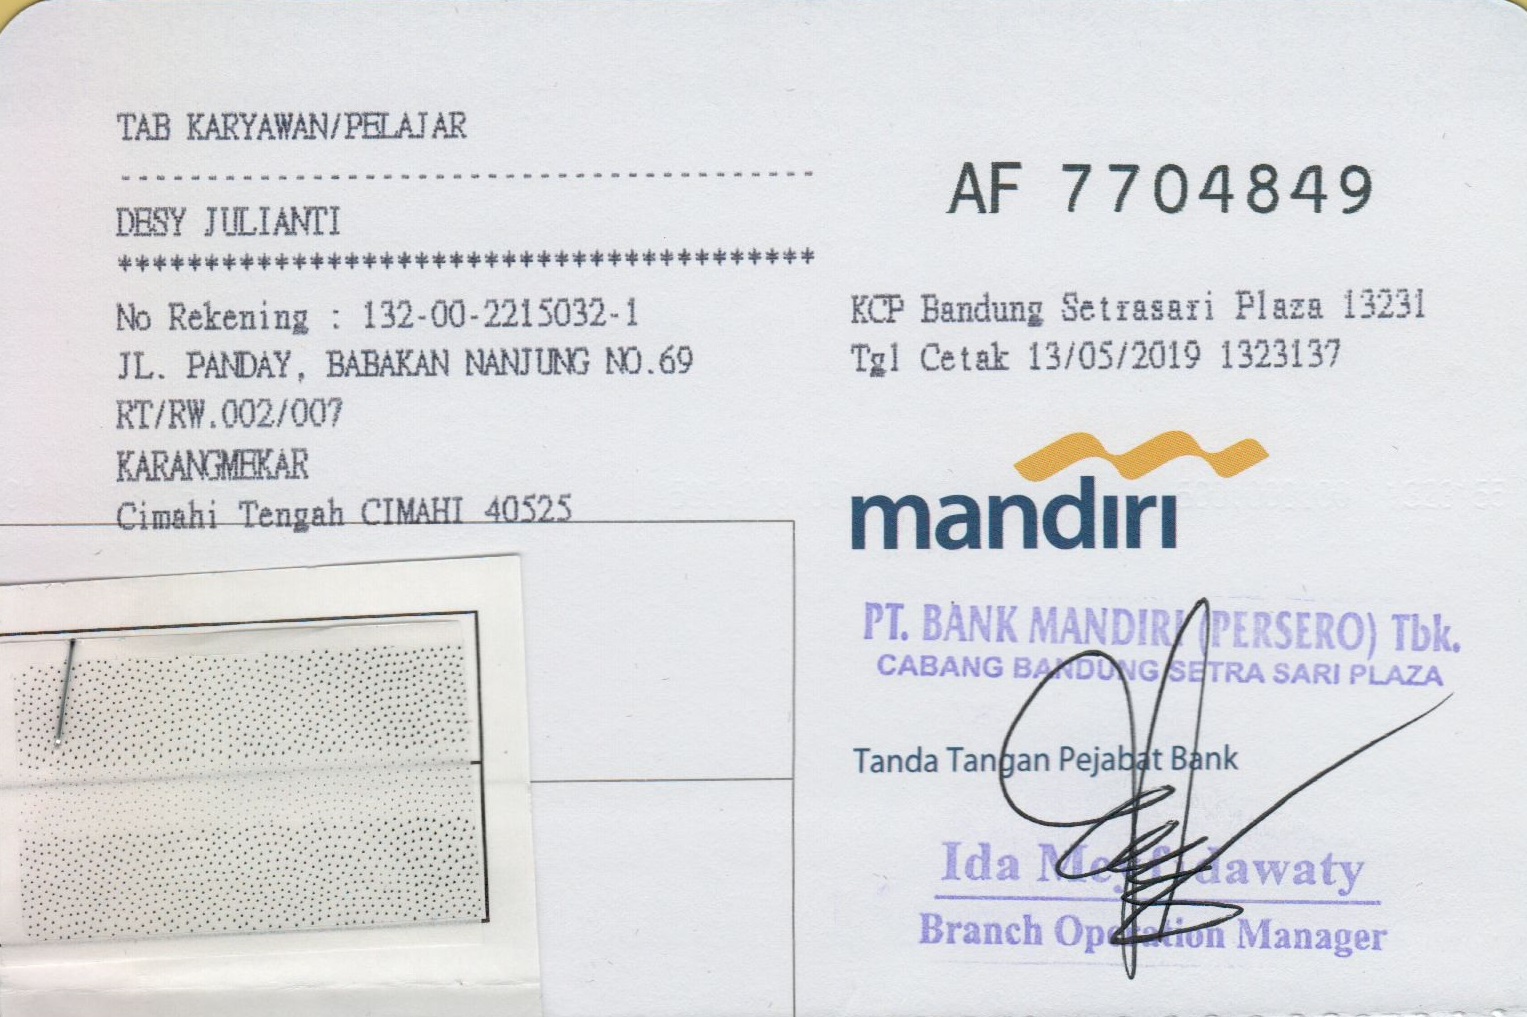 TAB KARYAWAN/PELAJAR
----------------------------------------
DESY JULIANTI
****************************************
No Rekening : 132-00-2215032-1
JL. PANDAY, BABAKAN NANJUNG NO.69
RT/RW.002/007
KARANGMEKAR
Cimahi Tengah CIMAHI 40525
AF 7704849
KCP Bandung Setrasari Plaza 13231
Tgl Cetak 13/05/2019 1323137
mandiri
PT. BANK MANDIRI (PERSERO) Tbk.
CABANG BANDUNG SETRA SARI PLAZA
Tanda Tangan Pejabat Bank
Ida
Branch Operation Manager